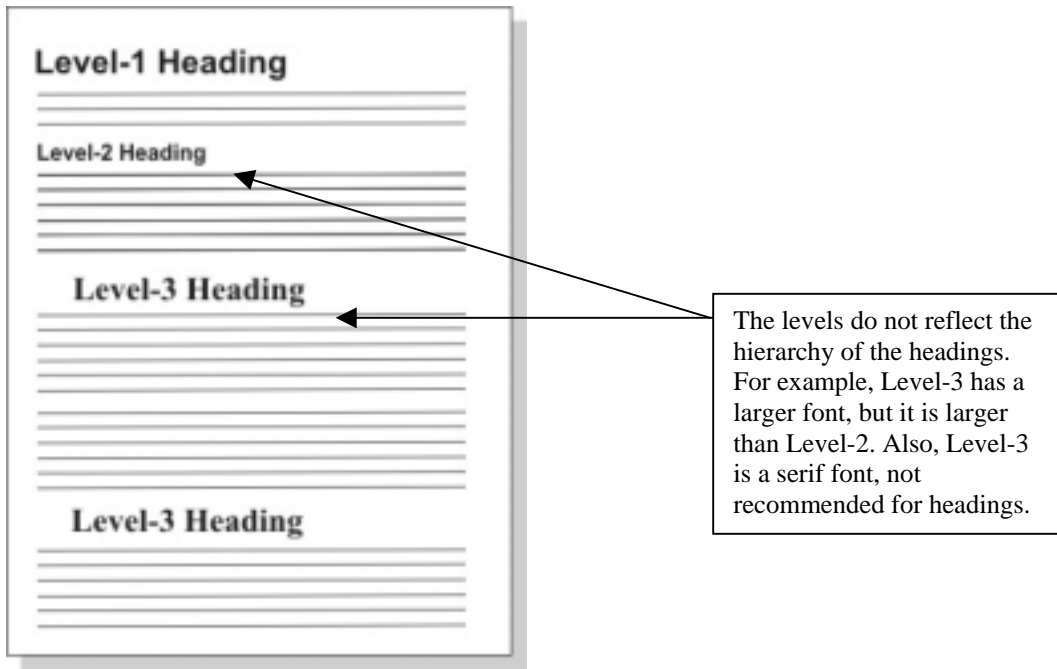 Level-1 Heading
Level-2 Heading
Level-3 Heading
The levels do not reflect the
hierarchy of the headings.
For example, Level-3 has a
larger font, but it is larger
than Level-2. Also, Level-3
is a serif font, not
recommended for headings.
Level-3 Heading